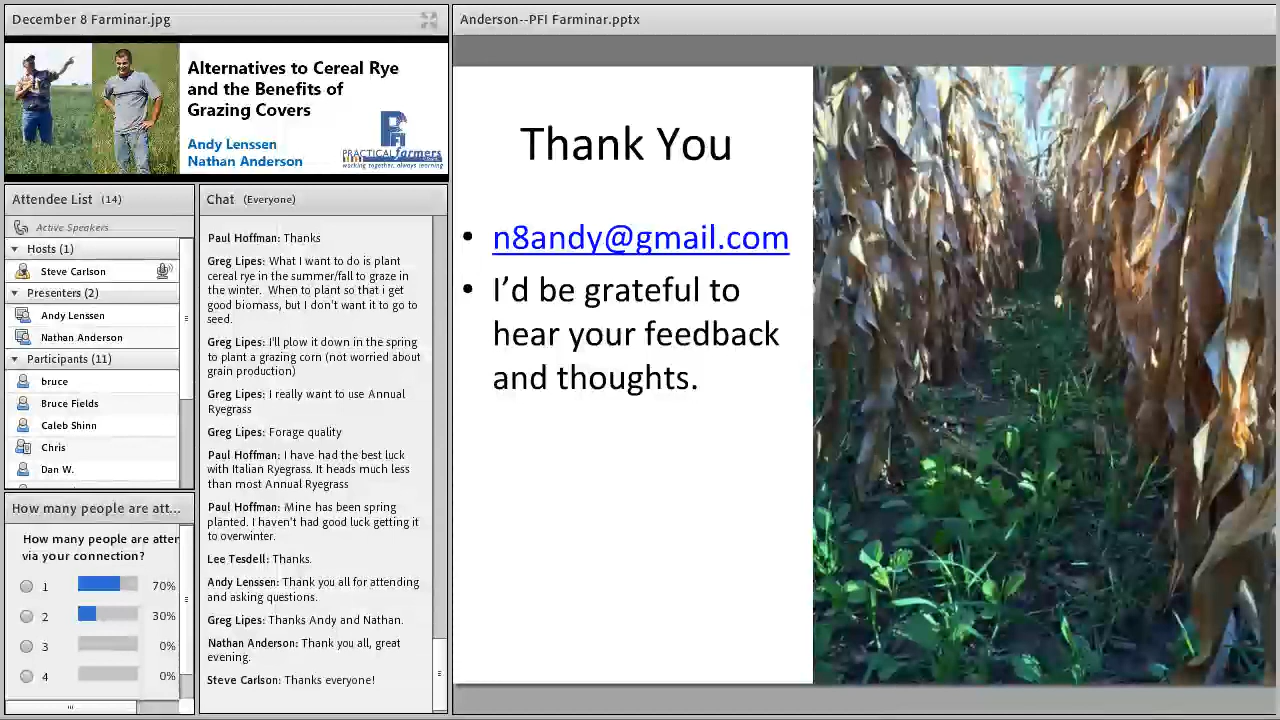 December 8 Farminar.jpg
Alternatives to Cereal Rye
and the Benefits of
Grazing Covers
Andy Lenssen
Nathan Anderson
PFI
PRACTICAL farmers
working together, always learning
Attendee List (14)
Active Speakers
Hosts (1)
Steve Carlson
Presenters (2)
Andy Lenssen
Nathan Anderson
Participants (11)
bruce
Bruce Fields
Caleb Shinn
Chris
Dan W.
How many people are att...
How many people are atten
via your connection?
1 70%
2 30%
3 0%
4 0%
Chat (Everyone)
Paul Hoffman: Thanks
Greg Lipes: What I want to do is plant
cereal rye in the summer/fall to graze in
the winter. When to plant so that i get
good biomass, but I don't want it to go to
seed.
Greg Lipes: I'll plow it down in the spring
to plant a grazing corn (not worried about
grain production)
Greg Lipes: I really want to use Annual
Ryegrass
Greg Lipes: Forage quality
Paul Hoffman: I have had the best luck
with Italian Ryegrass. It heads much less
than most Annual Ryegrass
Paul Hoffman: Mine has been spring
planted. I haven't had good luck getting it
to overwinter.
Lee Tesdell: Thanks.
Andy Lenssen: Thank you all for attending
and asking questions.
Greg Lipes: Thanks Andy and Nathan.
Nathan Anderson: Thank you all, great
evening.
Steve Carlson: Thanks everyone!
Anderson--PFI Farminar.pptx
Thank You
• n8andy@gmail.com
• I'd be grateful to
hear your feedback
and thoughts.